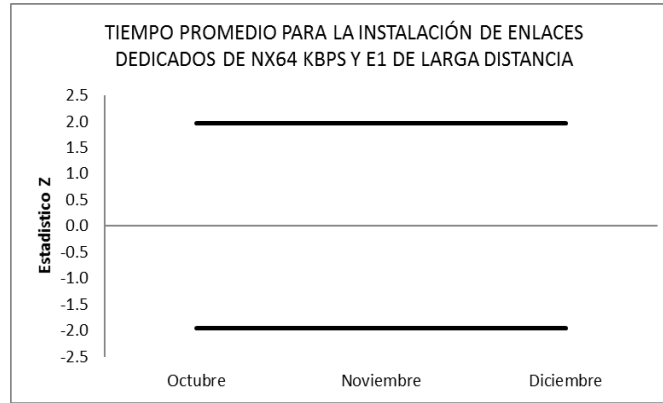 TIEMPO PROMEDIO PARA LA INSTALACIÓN DE ENLACES
DEDICADOS DE NX64 KBPS Y E1 DE LARGA DISTANCIA
Estadistico Z
2.5
2.0
1.5
1.0
0.5
0.0
-0.5
-1.0
-1.5
-2.0
-2.5
Octubre Noviembre Diciembre